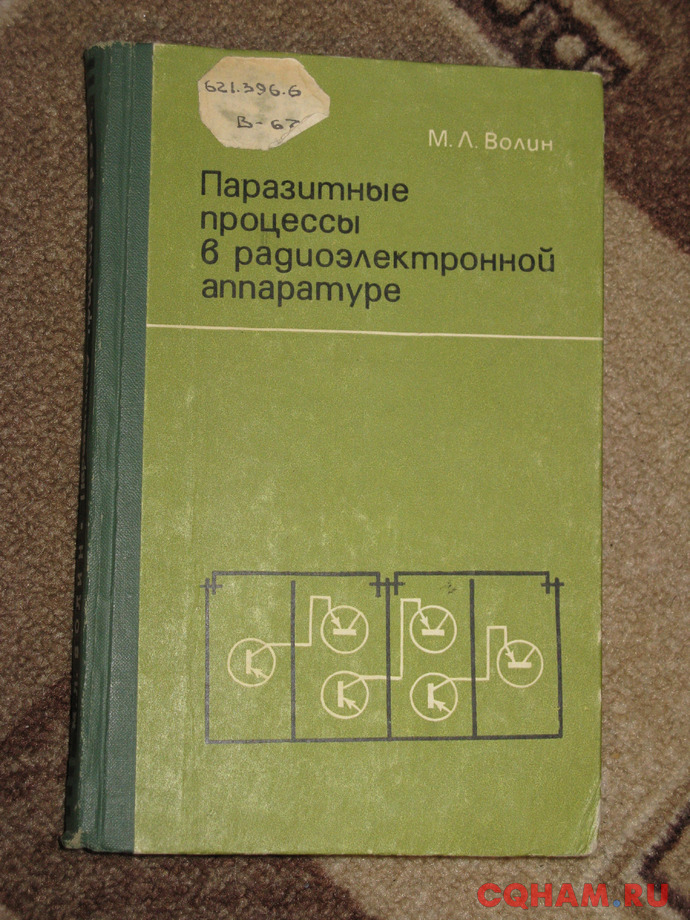 621.396.6
В-67
М. Л. Волин
Паразитные
процессы
в радиоэлектронной
аппаратуре
CQHAM.RU